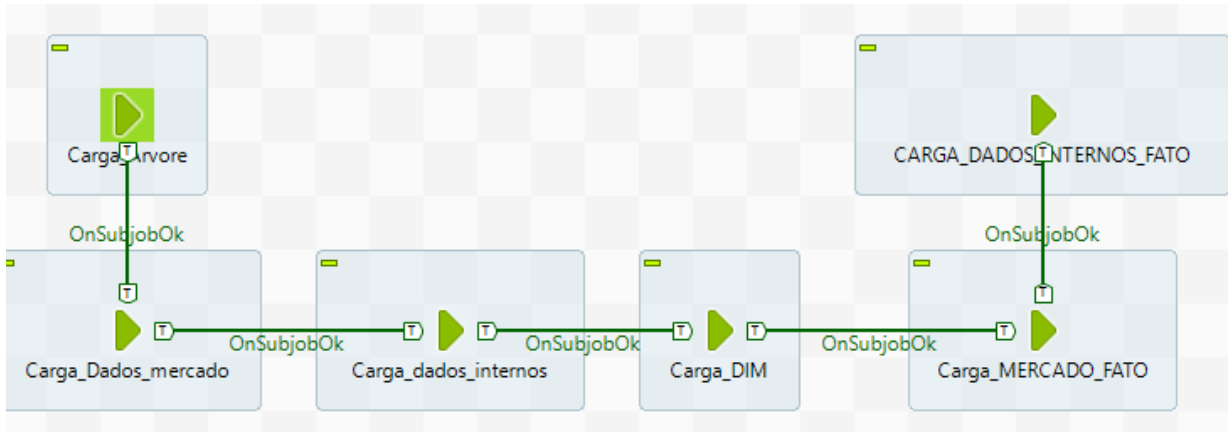 Carga_Arvore
CARGA_DADOS_INTERNOS_FATO
OnSubjobOk
OnSubjobOk
OnSubjobOk
OnSubjobOk
OnSubjobOk
Carga_Dados_mercado
Carga_dados_internos
Carga_DIM
Carga_MERCADO_FATO
T
T
T
T
T
T
T
T
T
T